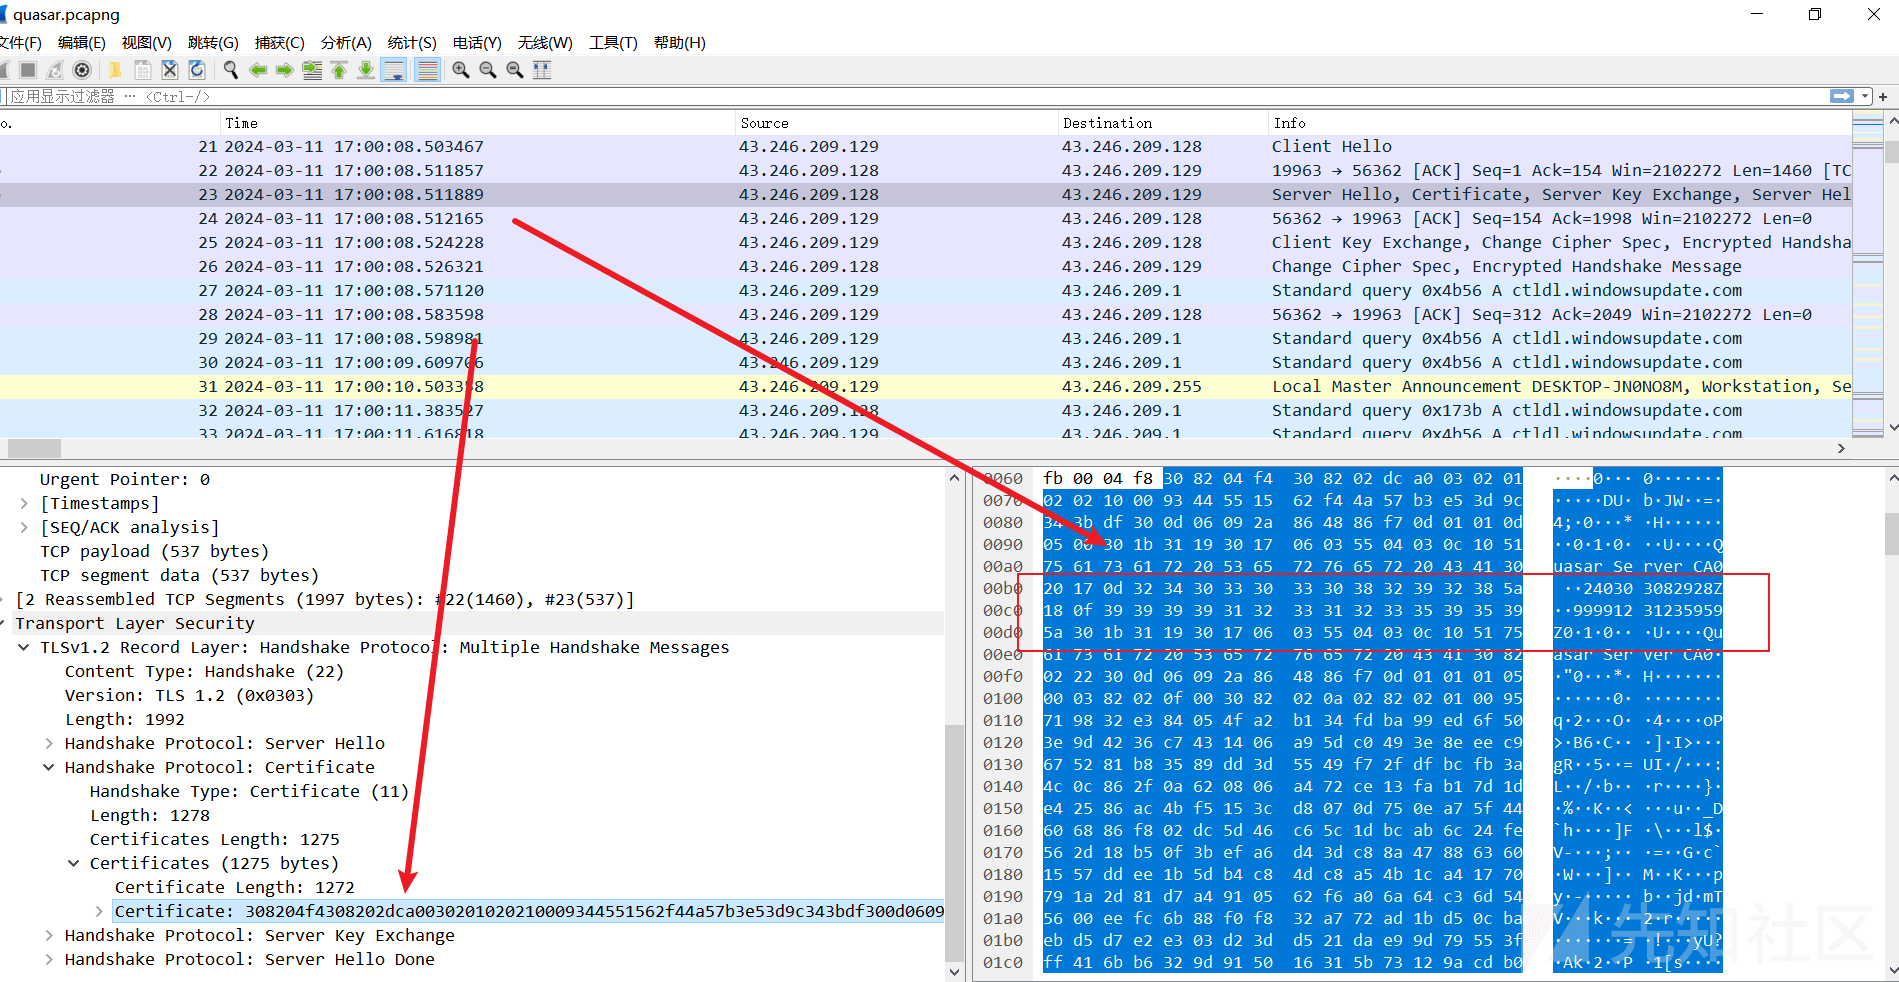 quasar.pcapng
文件(F) 编辑(E) 视图(V) 跳转(G) 捕获(C) 分析(A) 统计(S) 电话(Y) 无线(W) 工具(T) 帮助(H)
应用显示过滤器 … <Ctrl-/>
o. Time Source Destination Info
21 2024-03-11 17:00:08.503467 43.246.209.129 43.246.209.128 Client Hello
22 2024-03-11 17:00:08.511857 43.246.209.128 43.246.209.129 19963 → 56362 [ACK] Seq=1 Ack=154 Win=2102272 Len=1460 [TC
23 2024-03-11 17:00:08.511889 43.246.209.128 43.246.209.129 Server Hello, Certificate, Server Key Exchange, Server Hel
24 2024-03-11 17:00:08.512165 43.246.209.129 43.246.209.128 56362 → 19963 [ACK] Seq=154 Ack=1998 Win=2102272 Len=0
25 2024-03-11 17:00:08.524228 43.246.209.129 43.246.209.128 Client Key Exchange, Change Cipher Spec, Encrypted Handsha
26 2024-03-11 17:00:08.526321 43.246.209.128 43.246.209.129 Change Cipher Spec, Encrypted Handshake Message
27 2024-03-11 17:00:08.571120 43.246.209.129 43.246.209.1 Standard query 0x4b56 A ctldl.windowsupdate.com
28 2024-03-11 17:00:08.583598 43.246.209.129 43.246.209.128 56362 → 19963 [ACK] Seq=312 Ack=2049 Win=2102272 Len=0
29 2024-03-11 17:00:08.598981 43.246.209.129 43.246.209.1 Standard query 0x4b56 A ctldl.windowsupdate.com
30 2024-03-11 17:00:09.609706 43.246.209.129 43.246.209.1 Standard query 0x4b56 A ctldl.windowsupdate.com
31 2024-03-11 17:00:10.503358 43.246.209.129 43.246.209.255 Local Master Announcement DESKTOP-JN0NO8M, Workstation, Se
32 2024-03-11 17:00:11.383527 43.246.209.128 43.246.209.1 Standard query 0x173b A ctldl.windowsupdate.com
33 2024-03-11 17:00:11.616818 43.246.209.129 43.246.209.1 Standard query 0x4b56 A ctldl.windowsupdate.com
Urgent Pointer: 0
[Timestamps]
[SEQ/ACK analysis]
TCP payload (537 bytes)
TCP segment data (537 bytes)
[2 Reassembled TCP Segments (1997 bytes): #22(1460), #23(537)]
Transport Layer Security
TLSv1.2 Record Layer: Handshake Protocol: Multiple Handshake Messages
Content Type: Handshake (22)
Version: TLS 1.2 (0x0303)
Length: 1992
Handshake Protocol: Server Hello
Handshake Protocol: Certificate
Handshake Type: Certificate (11)
Length: 1278
Certificates Length: 1275
Certificates (1275 bytes)
Certificate Length: 1272
Certificate: 308204f4308202dca00302010202100093445515​62f44a57b3e53d9c343bdf300d0609
Handshake Protocol: Server Key Exchange
Handshake Protocol: Server Hello Done
0060 fb 00 04 f8 30 82 04 f4 30 82 02 dc a0 03 02 01 ····0··· 0·······
0070 02 02 10 00 93 44 55 15 62 f4 4a 57 b3 e5 3d 9c ·····DU· b·JW··=·
0080 34 3b df 30 0d 06 09 2a 86 48 86 f7 0d 01 01 0d 4;·0···* ·H······
0090 05 00 30 1b 31 19 30 17 06 03 55 04 03 0c 10 51 ··0·1·0· ··U····Q
00a0 75 61 73 61 72 20 53 65 72 76 65 72 20 43 41 30 uasar Se rver CA0
00b0 20 17 0d 32 34 30 33 30 33 30 38 32 39 32 38 5a ··24030 3082928Z
00c0 18 0f 39 39 39 39 31 32 33 31 32 33 35 39 35 39 ··999912 31235959
00d0 5a 30 1b 31 19 30 17 06 03 55 04 03 0c 10 51 75 Z0·1·0·· ·U····Qu
00e0 61 73 61 72 20 53 65 72 76 65 72 20 43 41 30 82 asar Ser ver CA0·
00f0 02 22 30 0d 06 09 2a 86 48 86 f7 0d 01 01 01 05 ·"0···*· H·······
0100 00 03 82 02 0f 00 30 82 02 0a 02 82 02 01 00 95 ······0· ········
0110 71 98 32 e3 84 05 4f a2 b1 34 fd ba 99 ed 6f 50 q·2···O· ·4····oP
0120 3e 9d 42 36 c7 43 14 06 a9 5d c0 49 3e 8e ee c9 >·B6·C·· ·]·I>···
0130 67 52 81 b8 35 89 dd 3d 55 49 f7 2f df bc fb 3a gR··5··= UI·/···:
0140 4c 0c 86 2f 0a 62 08 06 a4 72 ce 13 fa b1 7d 1d L··/·b·· ·r····}·
0150 e4 25 86 ac 4b f5 15 3c d8 07 0d 75 0e a7 5f 44 ·%··K··< ···u··_D
0160 60 68 86 f8 02 dc 5d 46 c6 5c 1d bc ab 6c 24 fe `h····]F ·\···l$·
0170 56 2d 18 b5 0f 3b ef a6 d4 3d c8 8a 47 88 63 60 V-···;·· ·=··G·c`
0180 15 57 dd ee 1b 5d b4 c8 4d c8 a5 4b 1c a4 17 70 ·W···]·· M··K···p
0190 79 1a 2d 81 d7 a4 91 05 62 f6 a0 6a 64 c3 6d 54 y·-····· b··jd·mT
01a0 56 00 ee fc 6b 88 f0 f8 32 a7 72 ad 1b d5 0c ba V···k··· 2·r·····
01b0 eb d5 d7 e2 e3 03 d2 3d d5 21 da e9 9d 79 55 3f ·······= ·!···yU?
01c0 ff 41 6b b6 32 9d 91 50 16 31 5b 73 12 9a cd b0 ·Ak·2··P ·1[s····
先知社区